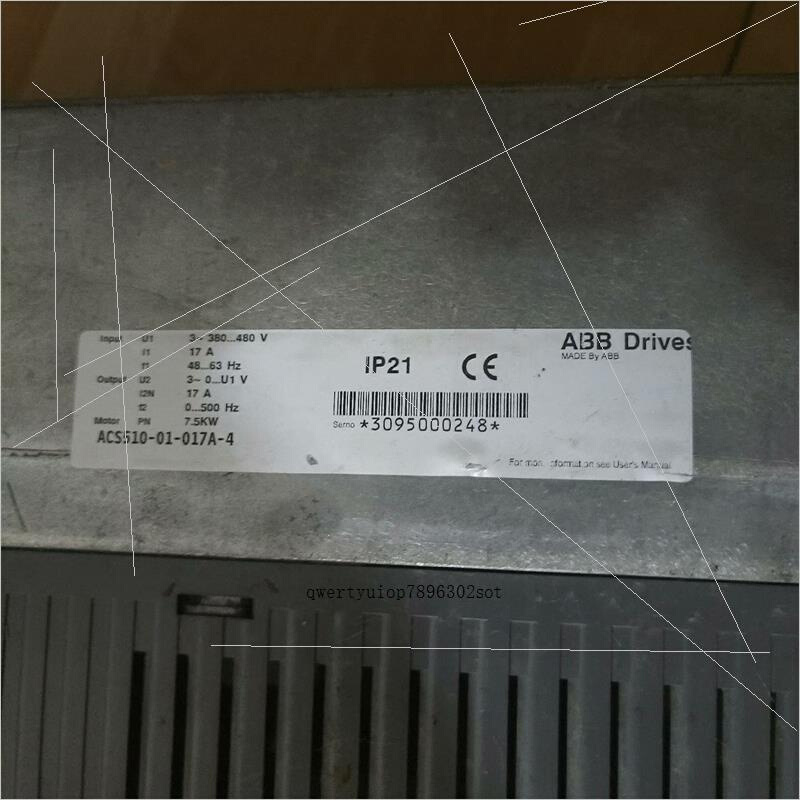 Input U1 3~ 380...480 V
I1 17 A
f1 48...63 Hz
Output U2 3~ 0...U1 V
I2N 17 A
f2 0...500 Hz
Motor PN 7.5KW
ACS510-01-017A-4
IP21 CE
Serno *3095000248*
ABB Drives
MADE By ABB
For more information see User's Manual
qwertyuiop7896302sot